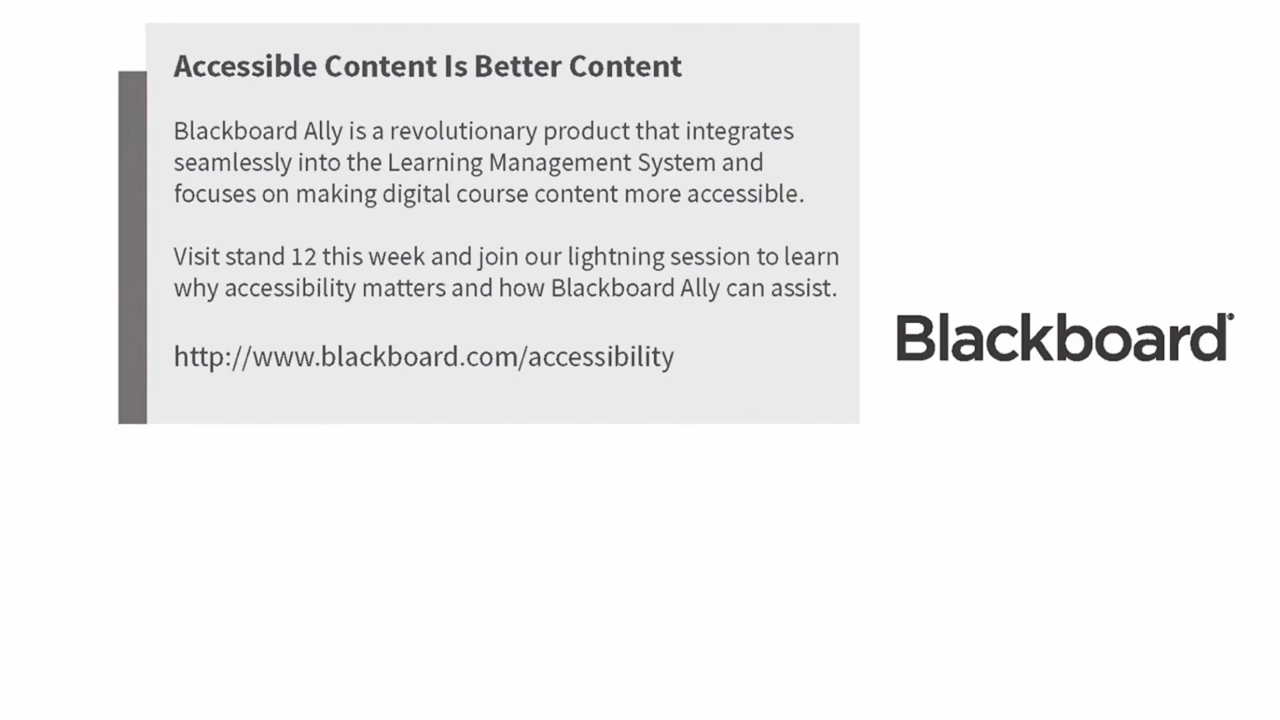 Accessible Content Is Better Content
Blackboard Ally is a revolutionary product that integrates
seamlessly into the Learning Management System and
focuses on making digital course content more accessible.
Visit stand 12 this week and join our lightning session to learn
why accessibility matters and how Blackboard Ally can assist.
http://www.blackboard.com/accessibility
Blackboard